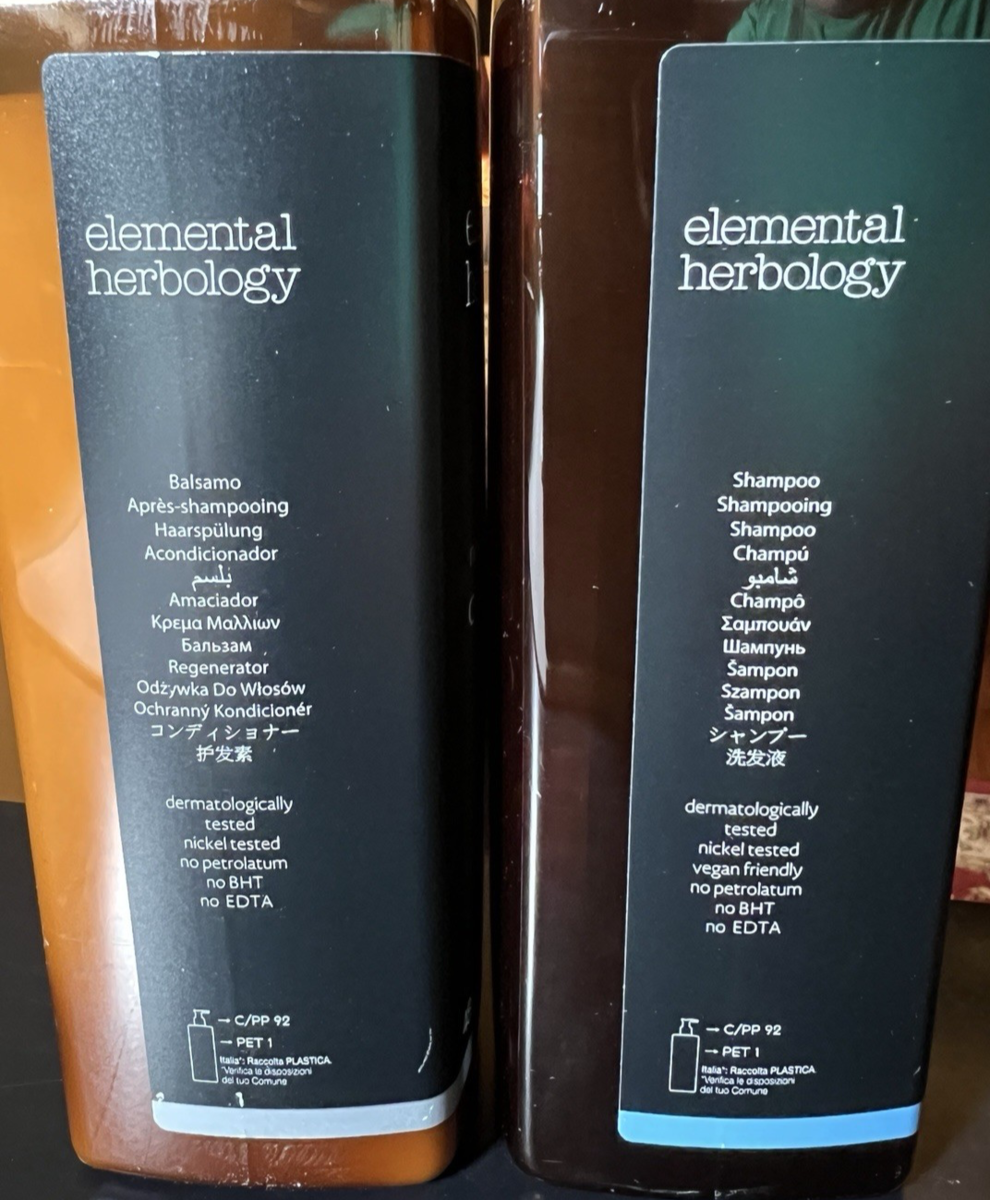 elemental
herbology
Balsamo
Après-shampooing
Haarspülung
Acondicionador
بلسم
Amaciador
Κρεμα Μαλλιων
Бальзам
Regenerator
Odżywka Do Włosów
Ochranný Kondicionér
コンディショナー
护发素
dermatologically
tested
nickel tested
no petrolatum
no BHT
no EDTA
→ C/PP 92
→ PET 1
Italia*: Raccolta PLASTICA.
*Verifica le disposizioni
del tuo Comune
elemental
herbology
Shampoo
Shampooing
Shampoo
Champú
شامبو
Champô
Σαμπουάν
Шампунь
Šampon
Szampon
Šampon
シャンプー
洗发液
dermatologically
tested
nickel tested
vegan friendly
no petrolatum
no BHT
no EDTA
→ C/PP 92
→ PET 1
Italia*: Raccolta PLASTICA
*Verifica le disposizioni
del tuo Comune